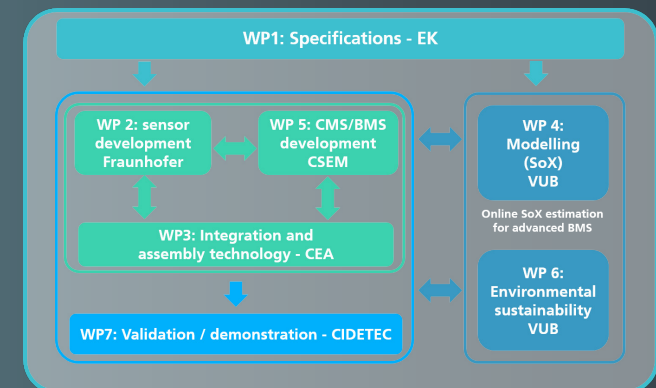 WP1: Specifications - EK
WP 2: sensor
development
Fraunhofer
WP 5: CMS/BMS
development
CSEM
WP3: Integration and
assembly technology - CEA
WP7: Validation / demonstration - CIDETEC
WP 4:
Modelling
(SoX)
VUB
Online SoX estimation
for advanced BMS
WP 6:
Environmental
sustainability
VUB